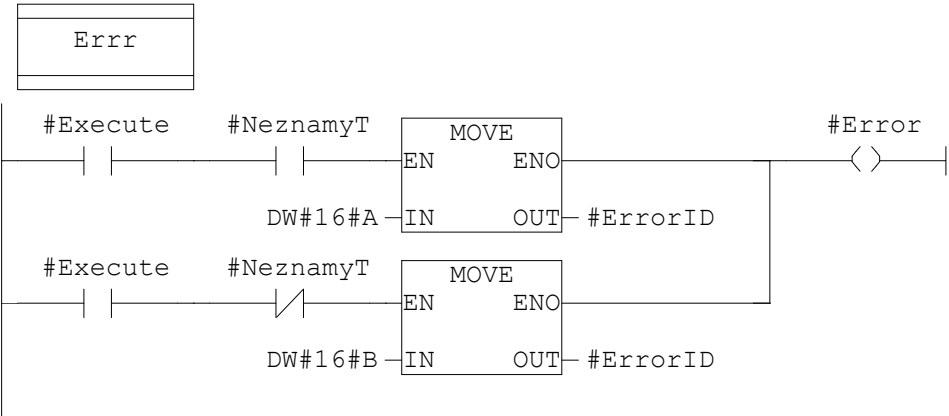 Errr
#Execute #NeznamyT MOVE #Error
EN ENO
DW#16#A IN OUT #ErrorID
#Execute #NeznamyT MOVE
EN ENO
DW#16#B IN OUT #ErrorID